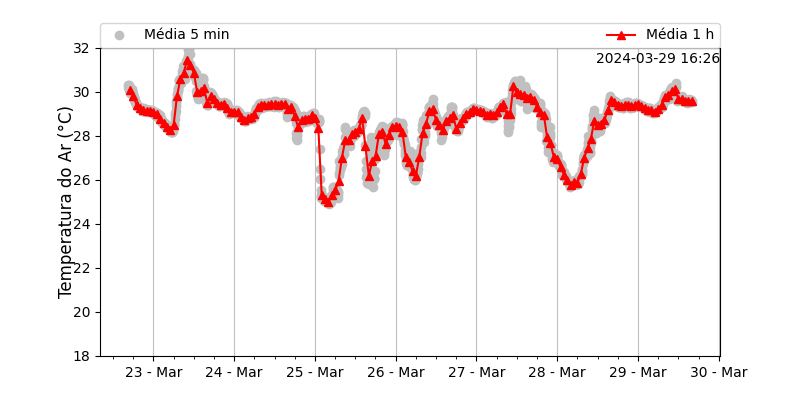 Média 5 min
Média 1 h
2024-03-29 16:26
Temperatura do Ar (°C)
32
30
28
26
24
22
20
18
23 - Mar
24 - Mar
25 - Mar
26 - Mar
27 - Mar
28 - Mar
29 - Mar
30 - Mar